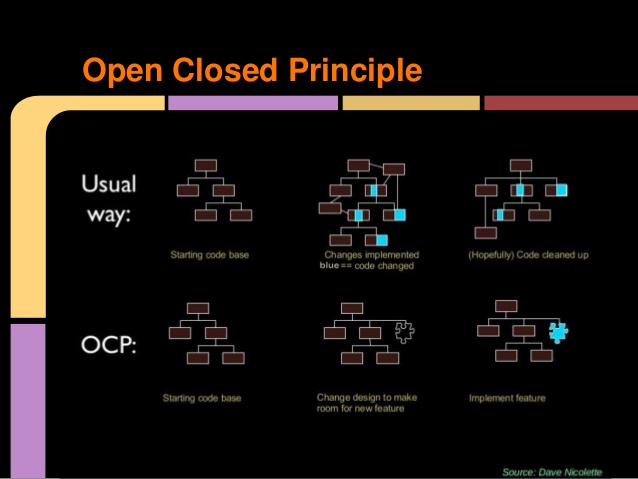 Open Closed Principle
Usual
way:
Starting code base
Changes implemented
blue == code changed
(Hopefully) Code cleaned up
OCP:
Starting code base
Change design to make
room for new feature
Implement feature
Source: Dave Nicolette